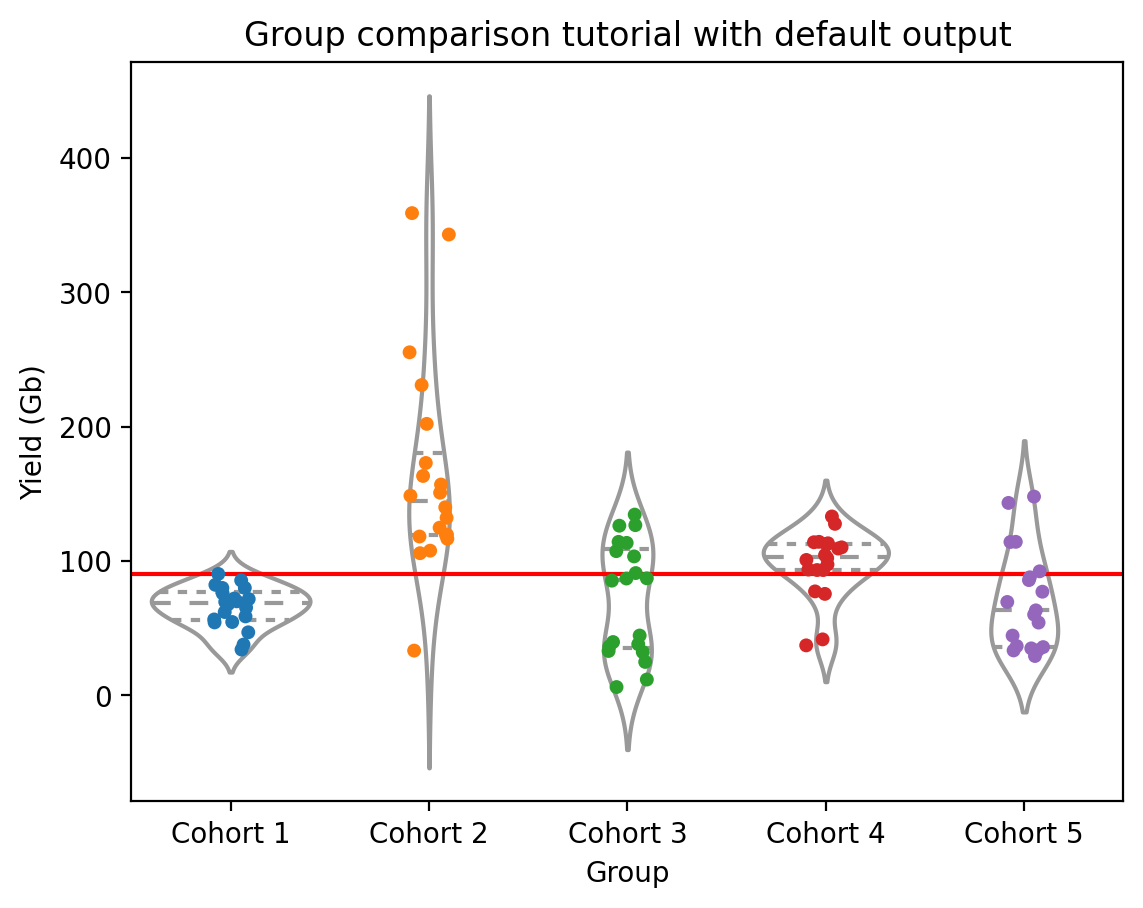 Group comparison tutorial with default output
Yield (Gb)
400
300
200
100
0
Cohort 1
Cohort 2
Cohort 3
Cohort 4
Cohort 5
Group